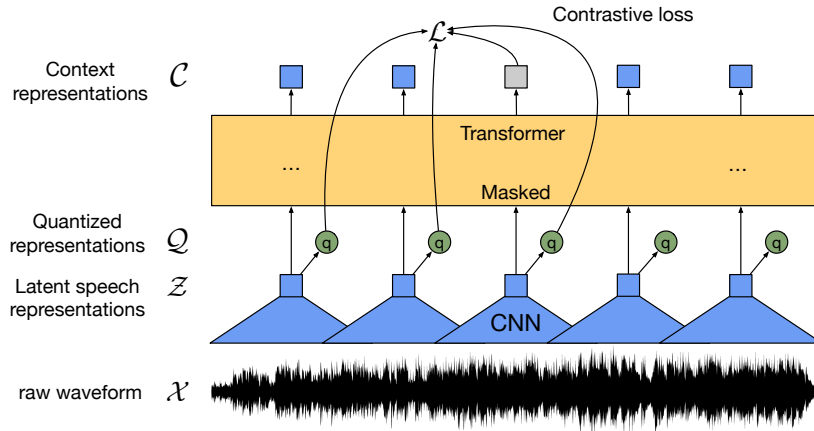 Contrastive loss
ℒ
Context
representations 𝒞
Transformer
... ...
Masked
Quantized
representations 𝒬
q q q q q
Latent speech
representations 𝒵
CNN
raw waveform 𝒳